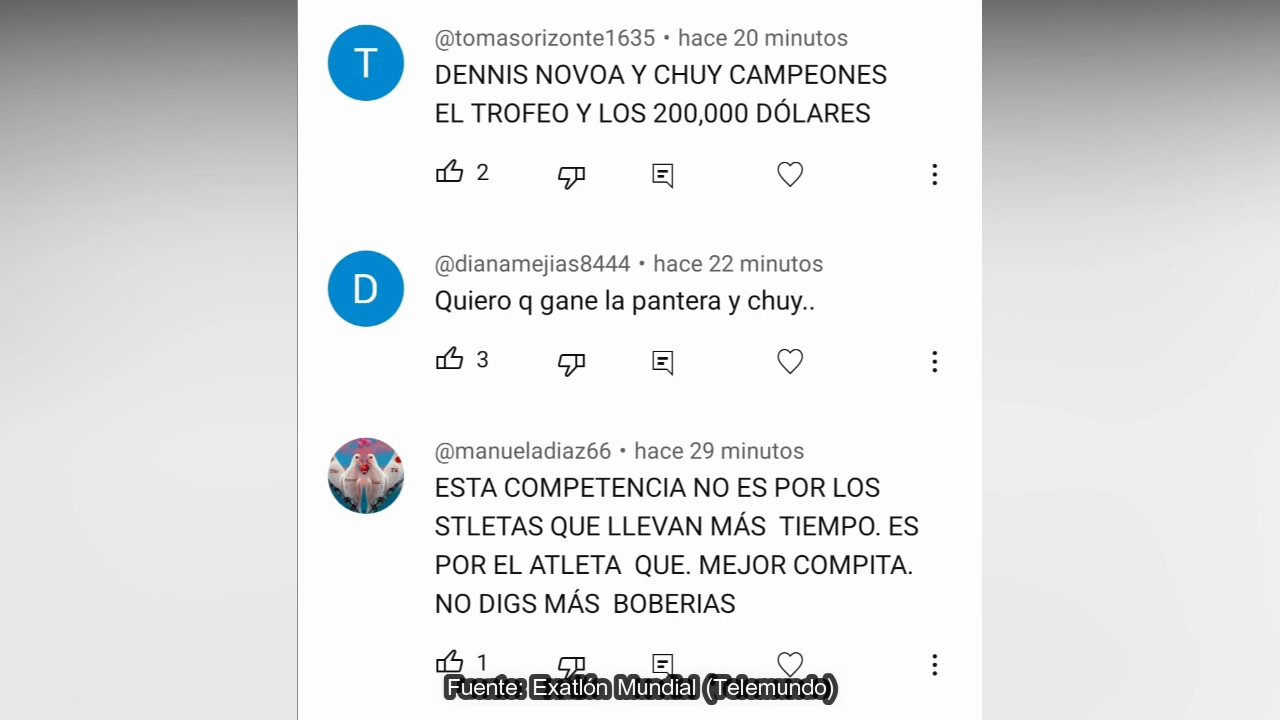 T
@tomasorizonte1635 • hace 20 minutos
DENNIS NOVOA Y CHUY CAMPEONES
EL TROFEO Y LOS 200,000 DÓLARES
2
D
@dianamejias8444 • hace 22 minutos
Quiero q gane la pantera y chuy..
3
@manueladiaz66 • hace 29 minutos
ESTA COMPETENCIA NO ES POR LOS
STLETAS QUE LLEVAN MÁS  TIEMPO. ES
POR EL ATLETA  QUE. MEJOR COMPITA.
NO DIGS MÁS  BOBERIAS
1
Fuente: Exatlón Mundial (Telemundo)